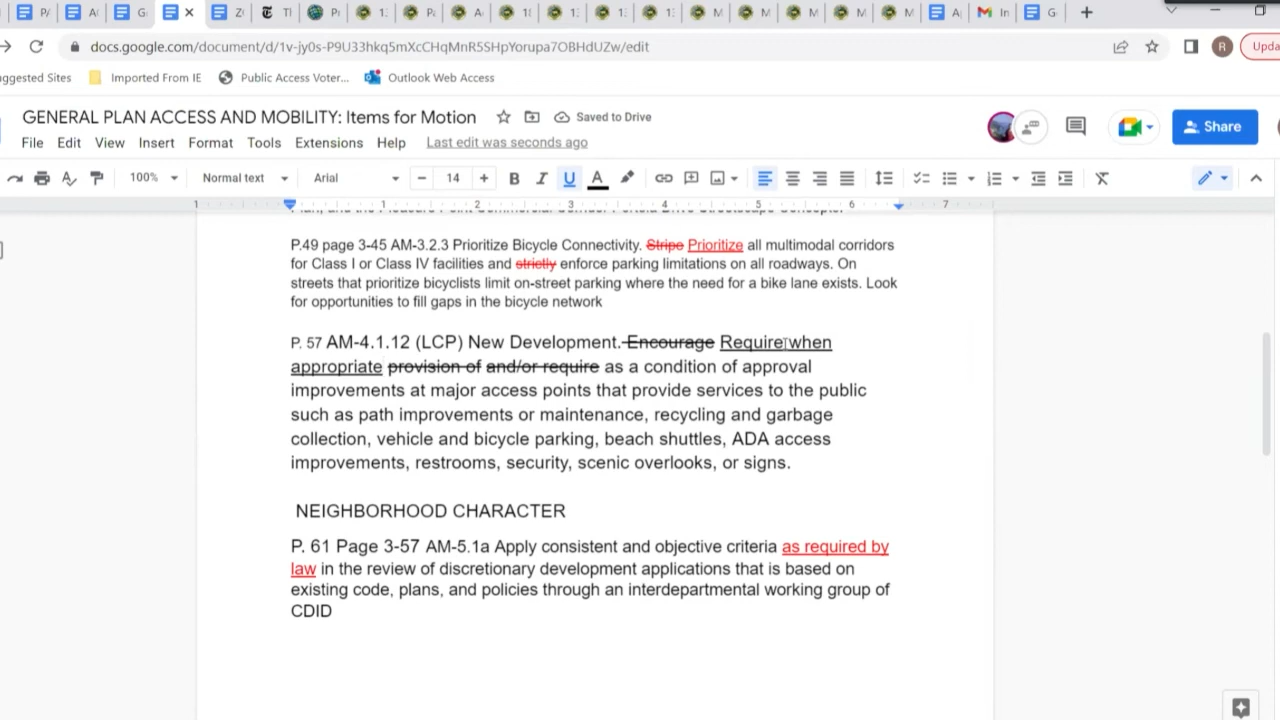 docs.google.com/document/d/1v-jy0s-P9U33hkq5mXcCHqMnR5SHpYorupa7OBHdUZw/edit
R
ggested Sites Imported From IE Public Access Voter... Outlook Web Access
GENERAL PLAN ACCESS AND MOBILITY: Items for Motion Saved to Drive
File Edit View Insert Format Tools Extensions Help Last edit was seconds ago
Share
100% Normal text Arial 14 B I U A
1 1 2 3 4 5 6 7
P.49 page 3-45 AM-3.2.3 Prioritize Bicycle Connectivity. Stripe Prioritize all multimodal corridors
for Class I or Class IV facilities and strictly enforce parking limitations on all roadways. On
streets that prioritize bicyclists limit on-street parking where the need for a bike lane exists. Look
for opportunities to fill gaps in the bicycle network
P. 57 AM-4.1.12 (LCP) New Development. Encourage Require when
appropriate provision of and/or require as a condition of approval
improvements at major access points that provide services to the public
such as path improvements or maintenance, recycling and garbage
collection, vehicle and bicycle parking, beach shuttles, ADA access
improvements, restrooms, security, scenic overlooks, or signs.
NEIGHBORHOOD CHARACTER
P. 61 Page 3-57 AM-5.1a Apply consistent and objective criteria as required by
law in the review of discretionary development applications that is based on
existing code, plans, and policies through an interdepartmental working group of
CDID